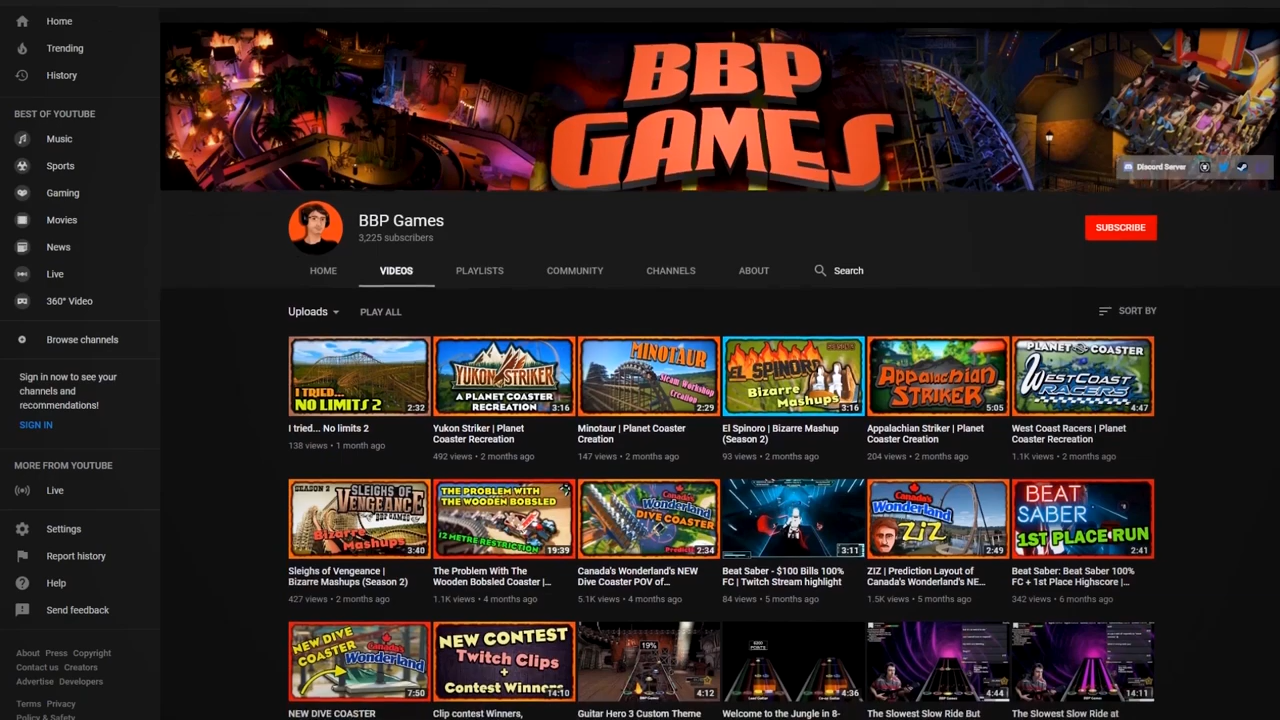 Home
Trending
History
BEST OF YOUTUBE
Music
Sports
Gaming
Movies
News
Live
360° Video
Browse channels
Sign in now to see your
channels and
recommendations!
SIGN IN
MORE FROM YOUTUBE
Live
Settings
Report history
Help
Send feedback
About Press Copyright
Contact us Creators
Advertise Developers
Terms Privacy
Policy & Safety
BBP
GAMES
Discord Server
BBP Games
3,225 subscribers
SUBSCRIBE
HOME VIDEOS PLAYLISTS COMMUNITY CHANNELS ABOUT Search
Uploads PLAY ALL SORT BY
I TRIED...
NO LIMITS 2
2:32
I tried... No limits 2
138 views • 1 month ago
YUKON STRIKER
A PLANET COASTER
RECREATION
3:16
Yukon Striker | Planet
Coaster Recreation
492 views • 2 months ago
MINOTAUR
Steam Workshop
Creation
2:29
Minotaur | Planet Coaster
Creation
147 views • 2 months ago
EL SPINORO
Bizarre
Mashups
3:16
El Spinoro | Bizarre Mashup
(Season 2)
93 views • 2 months ago
APPALACHIAN
STRIKER
5:05
Appalachian Striker | Planet
Coaster Creation
204 views • 2 months ago
PLANET COASTER
WEST COAST
RACERS
4:47
West Coast Racers | Planet
Coaster Recreation
1.1K views • 2 months ago
SEASON 2
SLEIGHS OF
VENGEANCE
BBP GAMES
Bizarre
Mashups
3:40
Sleighs of Vengeance |
Bizarre Mashups (Season 2)
427 views • 2 months ago
THE PROBLEM WITH
THE WOODEN BOBSLED
12 METRE RESTRICTION
19:39
The Problem With The
Wooden Bobsled Coaster |...
1.1K views • 4 months ago
Canada's
Wonderland
DIVE COASTER
2:34
Canada's Wonderland's NEW
Dive Coaster POV of...
5.1K views • 4 months ago
3:11
Beat Saber - $100 Bills 100%
FC | Twitch Stream highlight
84 views • 5 months ago
Canada's
Wonderland
ZiZ
2:49
ZIZ | Prediction Layout of
Canada's Wonderland's NE...
1.5K views • 5 months ago
BEAT
SABER
1ST PLACE RUN
2:41
Beat Saber: Beat Saber 100%
FC + 1st Place Highscore |...
342 views • 6 months ago
NEW DIVE
COASTER
Canada's
Wonderland
7:50
NEW DIVE COASTER
NEW CONTEST
Twitch Clips
+
Contest Winners
14:10
Clip contest Winners,
19%
4:12
Guitar Hero 3 Custom Theme
4:36
Welcome to the Jungle in 8-
4:44
The Slowest Slow Ride But
14:11
The Slowest Slow Ride at